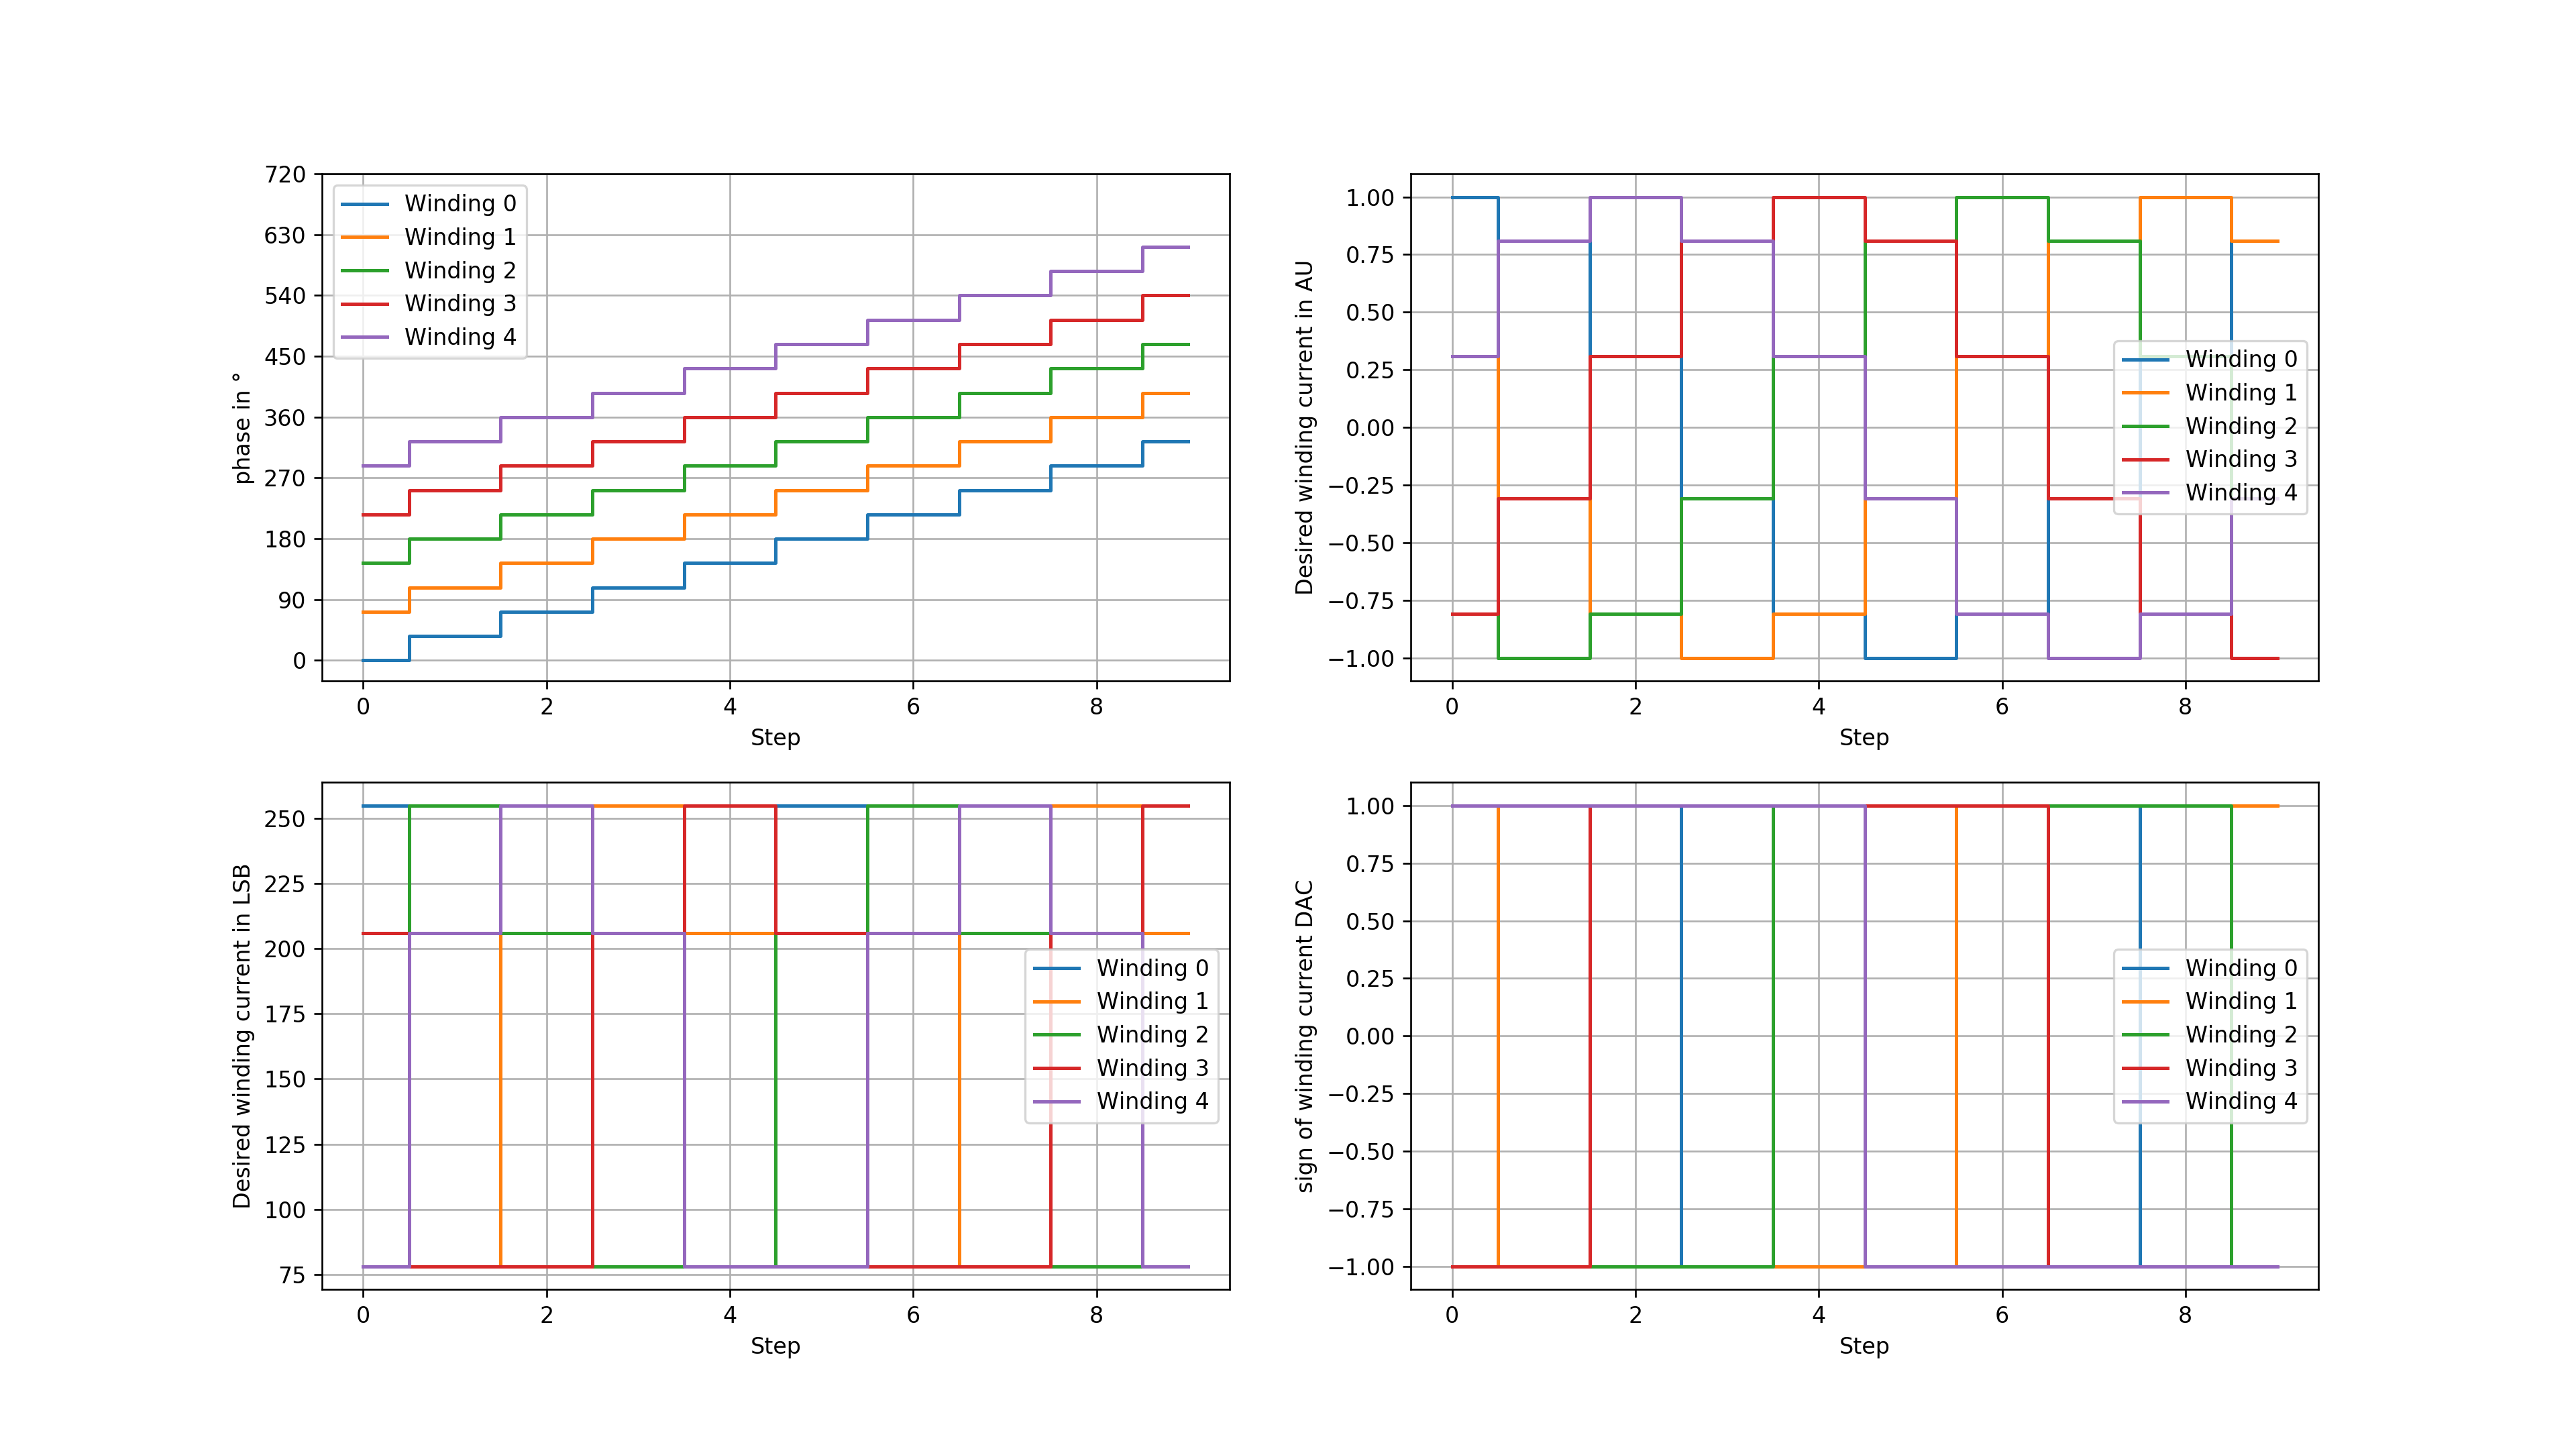 720
630
540
450
360
270
180
90
0
phase in °
0 2 4 6 8
Step
Winding 0
Winding 1
Winding 2
Winding 3
Winding 4
1.00
0.75
0.50
0.25
0.00
−0.25
−0.50
−0.75
−1.00
Desired winding current in AU
0 2 4 6 8
Step
Winding 0
Winding 1
Winding 2
Winding 3
Winding 4
250
225
200
175
150
125
100
75
Desired winding current in LSB
0 2 4 6 8
Step
Winding 0
Winding 1
Winding 2
Winding 3
Winding 4
1.00
0.75
0.50
0.25
0.00
−0.25
−0.50
−0.75
−1.00
sign of winding current DAC
0 2 4 6 8
Step
Winding 0
Winding 1
Winding 2
Winding 3
Winding 4